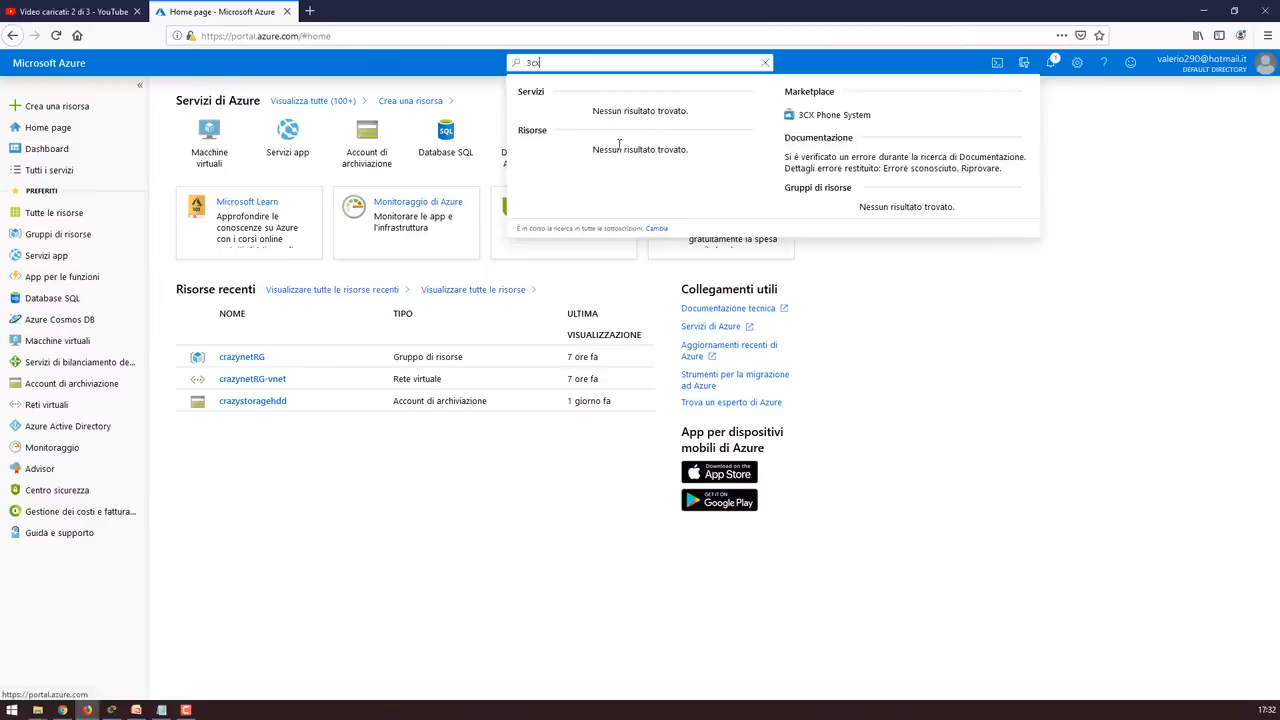 Video caricati: 2 di 3 - YouTube
Home page - Microsoft Azure
https://portal.azure.com/#home
Microsoft Azure
3cx
1
valerio290@hotmail.it
DEFAULT DIRECTORY
«
Crea una risorsa
Home page
Dashboard
Tutti i servizi
PREFERITI
Tutte le risorse
Gruppi di risorse
Servizi app
App per le funzioni
Database SQL
Azure Cosmos DB
Macchine virtuali
Servizi di bilanciamento de...
Account di archiviazione
Reti virtuali
Azure Active Directory
Monitoraggio
Advisor
Centro sicurezza
Gestione dei costi e fattura...
Guida e supporto
Servizi di Azure
Visualizza tutte (100+)
Crea una risorsa
Macchine
virtuali
Servizi app
Account di
archiviazione
SQL
Database SQL
Servizi
Nessun risultato trovato.
Risorse
Nessun risultato trovato.
Marketplace
3CX Phone System
Documentazione
Si è verificato un errore durante la ricerca di Documentazione.
Dettagli errore restituito: Errore sconosciuto. Riprovare.
Gruppi di risorse
Nessun risultato trovato.
È in corso la ricerca in tutte le sottoscrizioni. Cambia
Microsoft Learn
Approfondire le
conoscenze su Azure
con i corsi online
Monitoraggio di Azure
Monitorare le app e
l'infrastruttura
gratuitamente la spesa
Risorse recenti
Visualizzare tutte le risorse recenti
Visualizzare tutte le risorse
NOME
TIPO
ULTIMA
VISUALIZZAZIONE
crazynetRG
Gruppo di risorse
7 ore fa
crazynetRG-vnet
Rete virtuale
7 ore fa
crazystoragehdd
Account di archiviazione
1 giorno fa
Collegamenti utili
Documentazione tecnica
Servizi di Azure
Aggiornamenti recenti di
Azure
Strumenti per la migrazione
ad Azure
Trova un esperto di Azure
App per dispositivi
mobili di Azure
Download on the
App Store
GET IT ON
Google Play
https://portal.azure.com
17:32